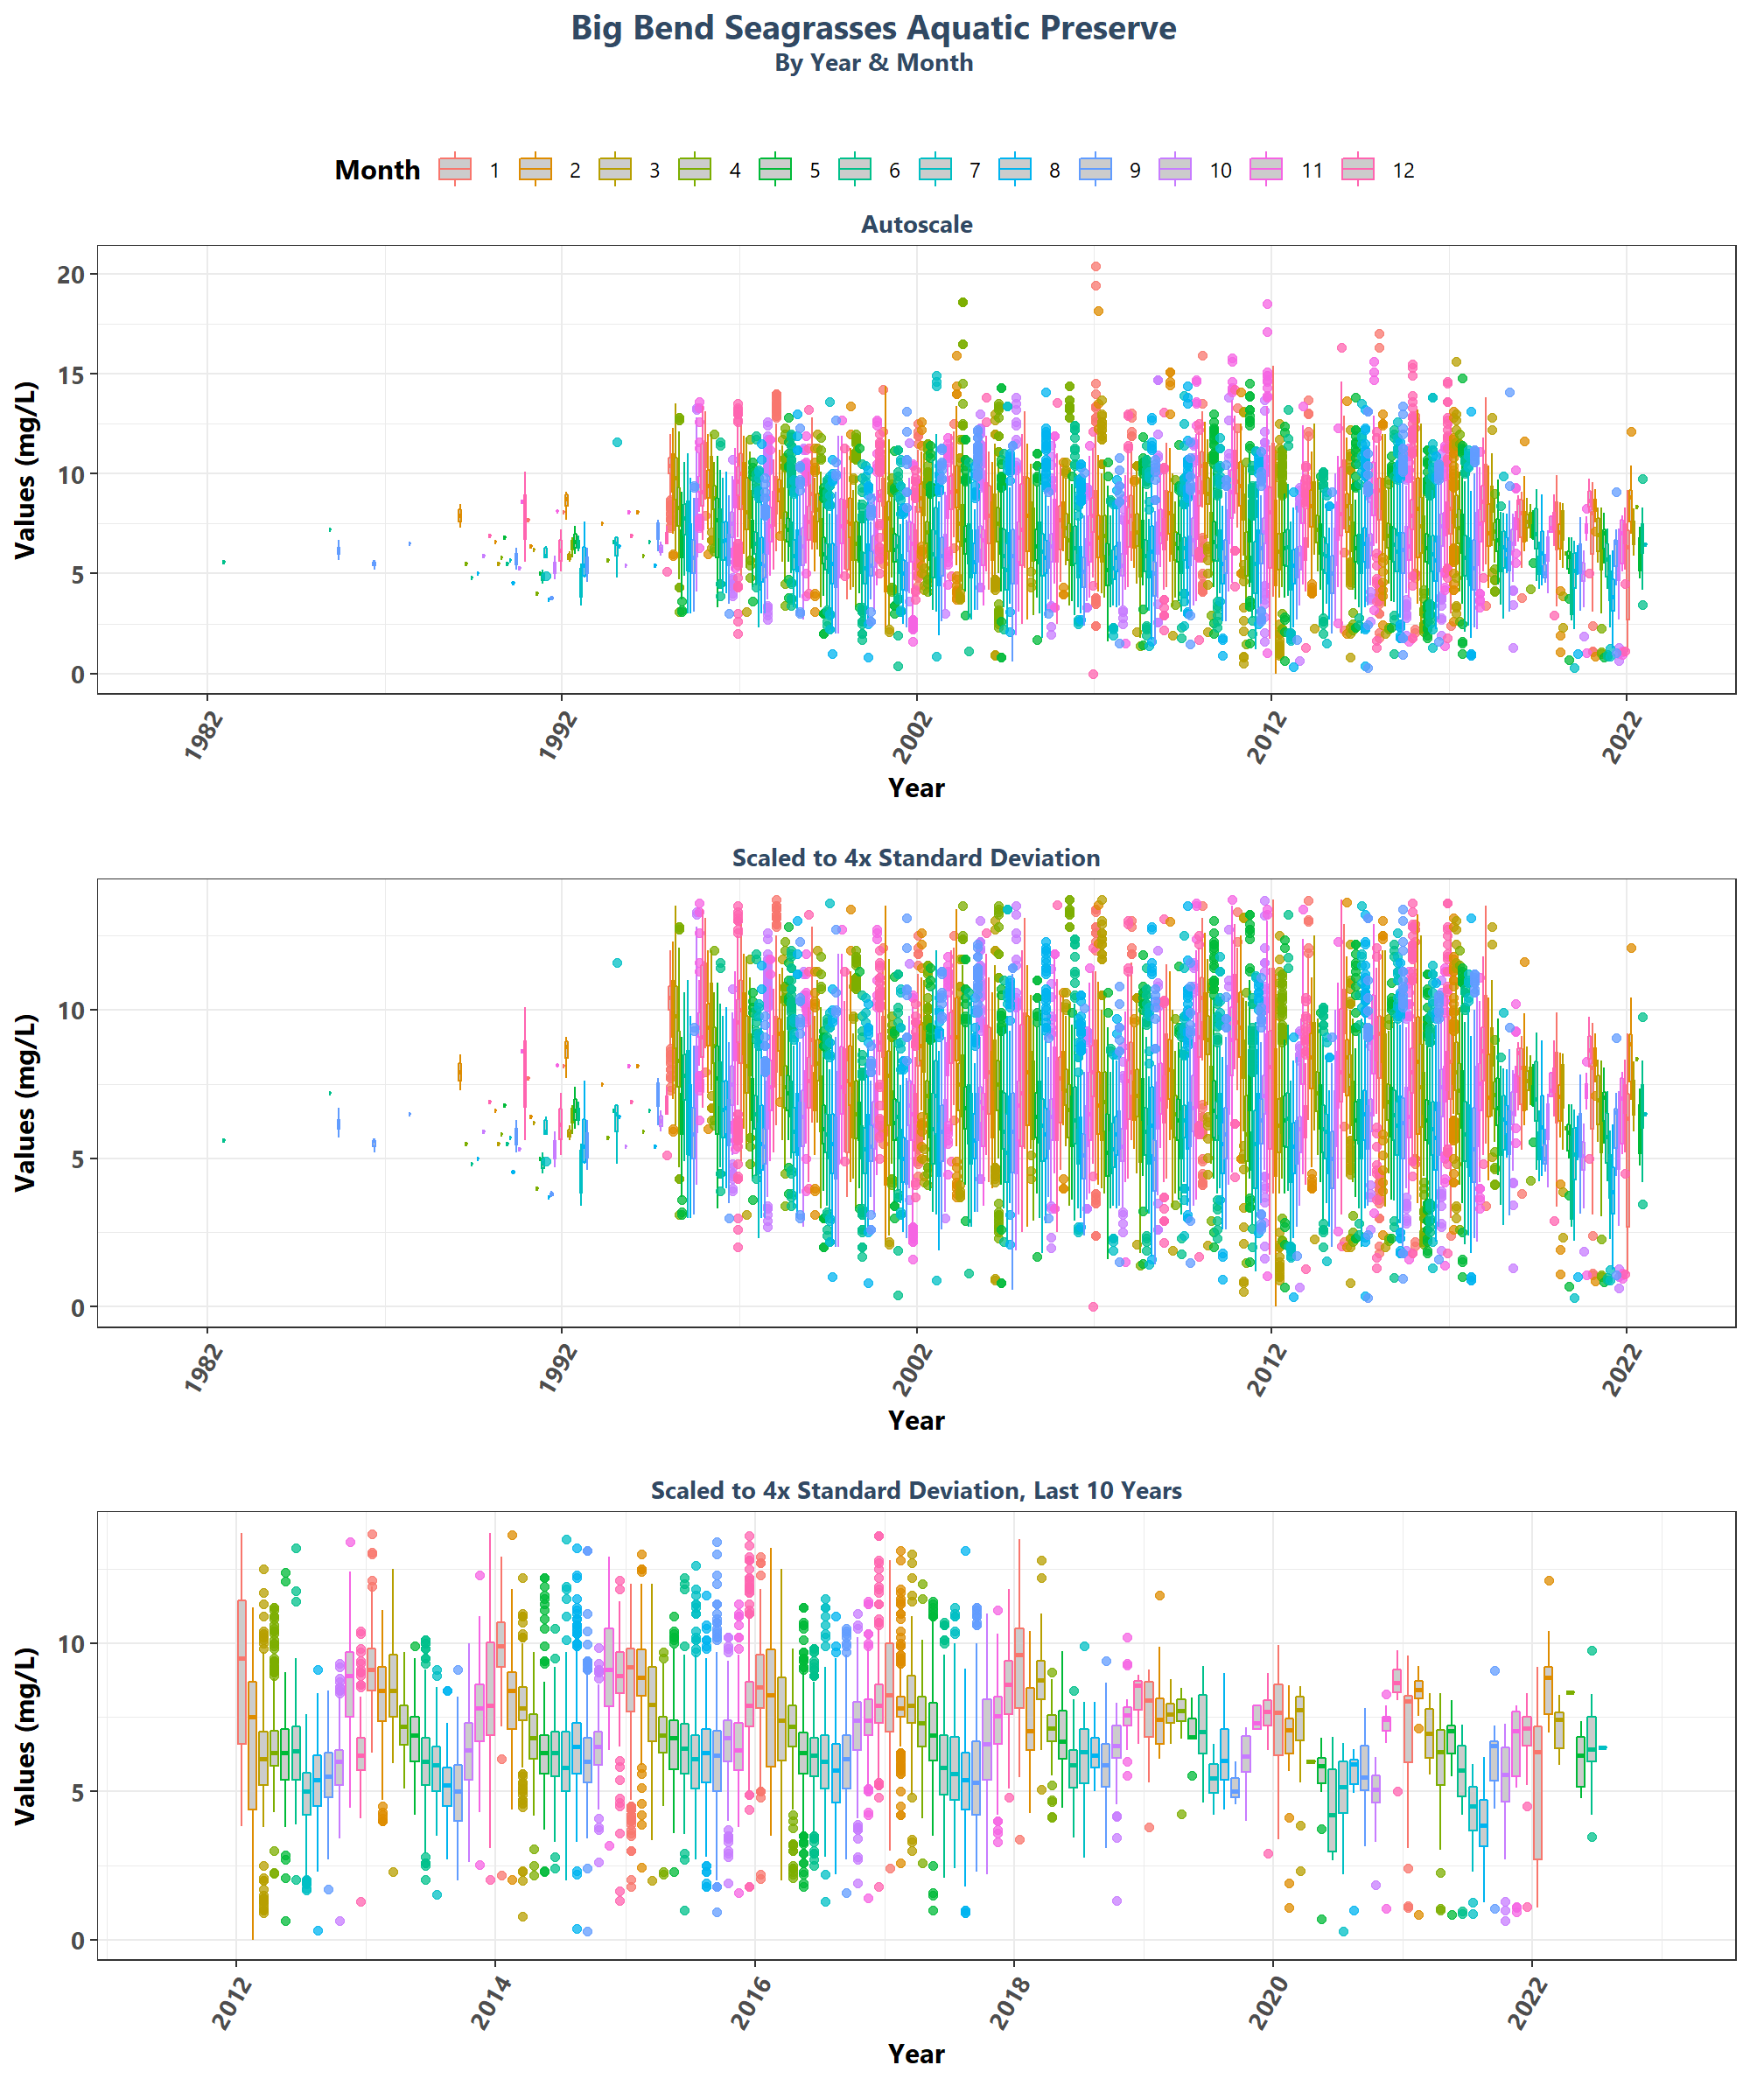 Big Bend Seagrasses Aquatic Preserve
By Year & Month
Month 1 2 3 4 5 6 7 8 9 10 11 12
Autoscale
Values (mg/L)
20
15
10
5
0
1982 1992 2002 2012 2022
Year
Scaled to 4x Standard Deviation
Values (mg/L)
10
5
0
1982 1992 2002 2012 2022
Year
Scaled to 4x Standard Deviation, Last 10 Years
Values (mg/L)
10
5
0
2012 2014 2016 2018 2020 2022
Year